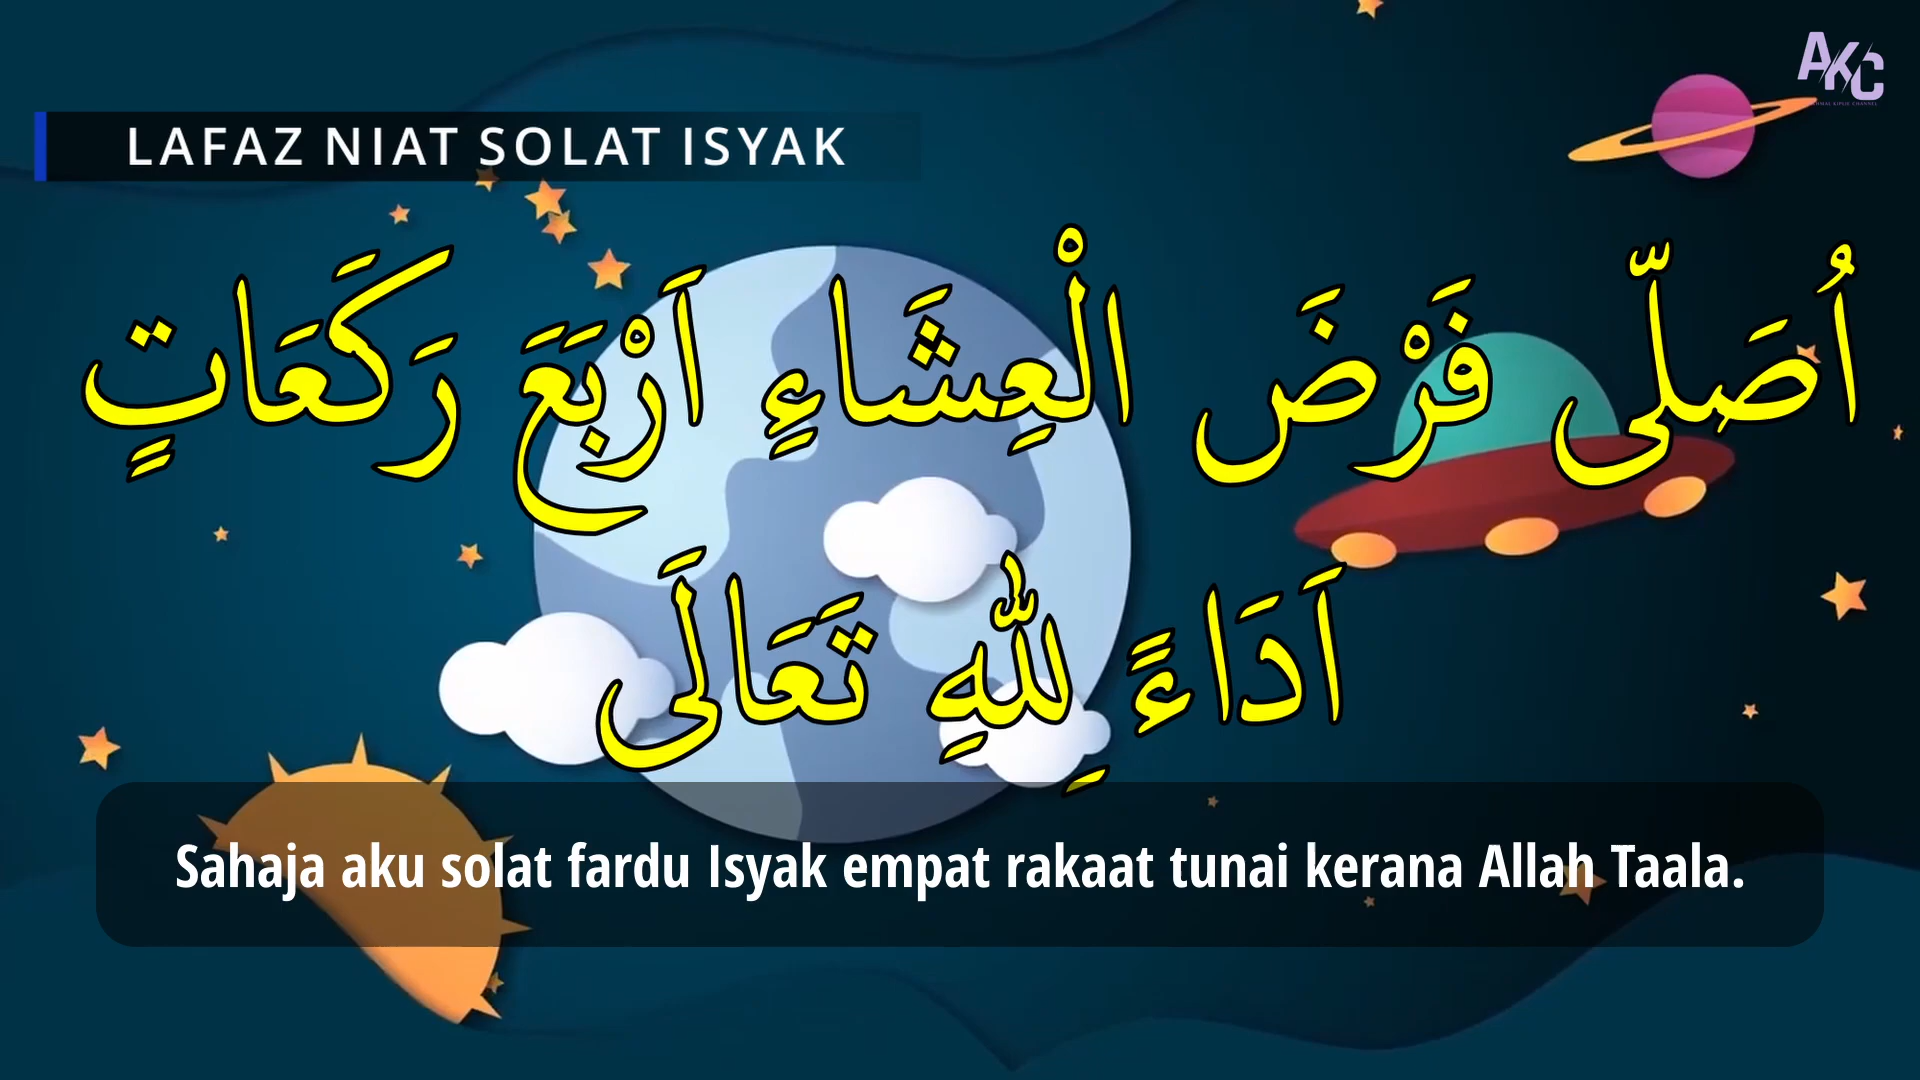 AKC
LAFAZ NIAT SOLAT ISYAK
اُصَلِّى فَرْضَ الْعِشَاءِ اَرْبَعَ رَكَعَاتٍ
اَدَاءً لِلّٰهِ تَعَالَى
Sahaja aku solat fardu Isyak empat rakaat tunai kerana Allah Taala.